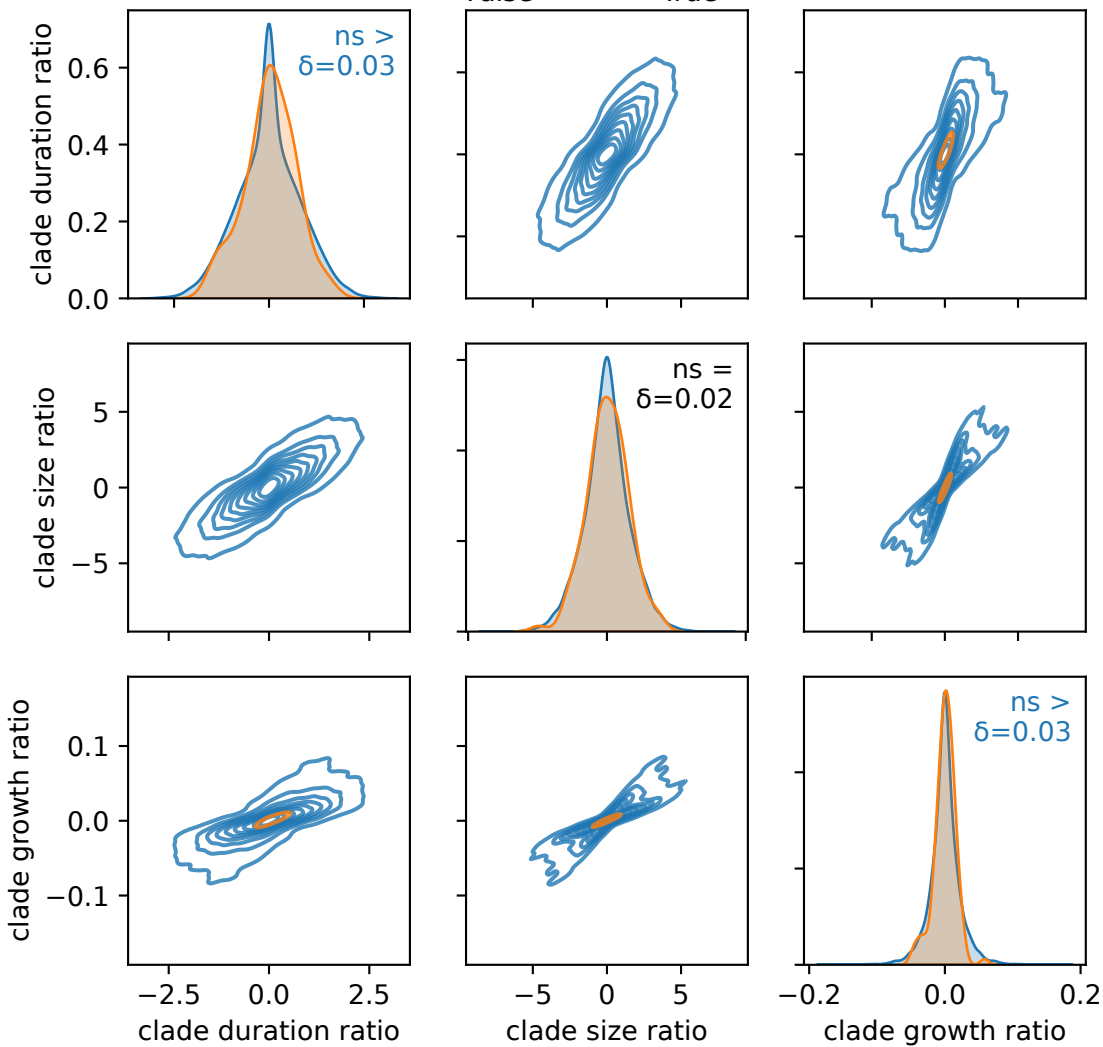 clade duration ratio
0.6
0.4
0.2
0.0
ns >
δ=0.03
clade size ratio
5
0
−5
ns =
δ=0.02
clade growth ratio
0.1
0.0
−0.1
ns >
δ=0.03
−2.5
0.0
2.5
−5
0
5
−0.2
0.0
0.2
clade duration ratio
clade size ratio
clade growth ratio